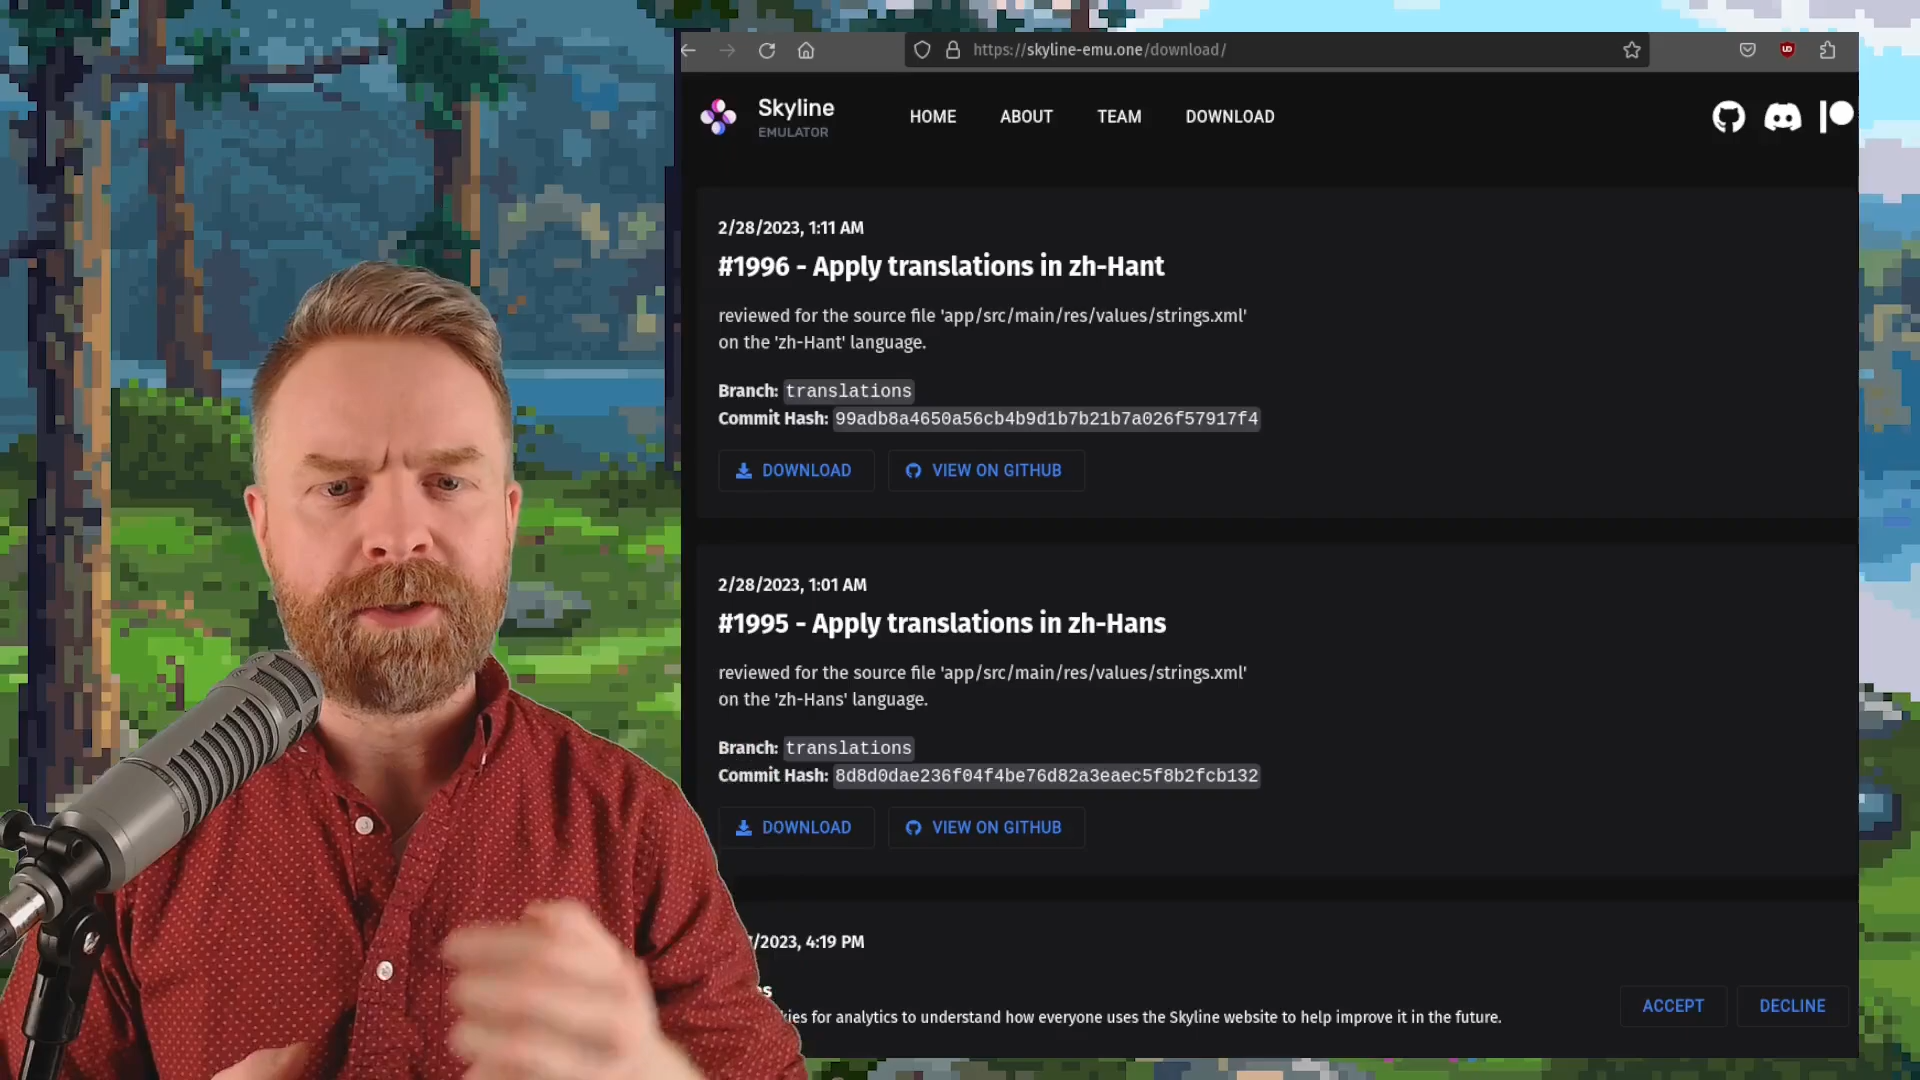 https://skyline-emu.one/download/
Skyline
EMULATOR
HOME
ABOUT
TEAM
DOWNLOAD
2/28/2023, 1:11 AM
#1996 - Apply translations in zh-Hant
reviewed for the source file 'app/src/main/res/values/strings.xml'
on the 'zh-Hant' language.
Branch: translations
Commit Hash: 99adb8a4650a56cb4b9d1b7b21b7a026f57917f4
DOWNLOAD
VIEW ON GITHUB
2/28/2023, 1:01 AM
#1995 - Apply translations in zh-Hans
reviewed for the source file 'app/src/main/res/values/strings.xml'
on the 'zh-Hans' language.
Branch: translations
Commit Hash: 8d8d0dae236f04f4be76d82a3eaec5f8b2fcb132
DOWNLOAD
VIEW ON GITHUB
/2023, 4:19 PM
for analytics to understand how everyone uses the Skyline website to help improve it in the future.
ACCEPT
DECLINE